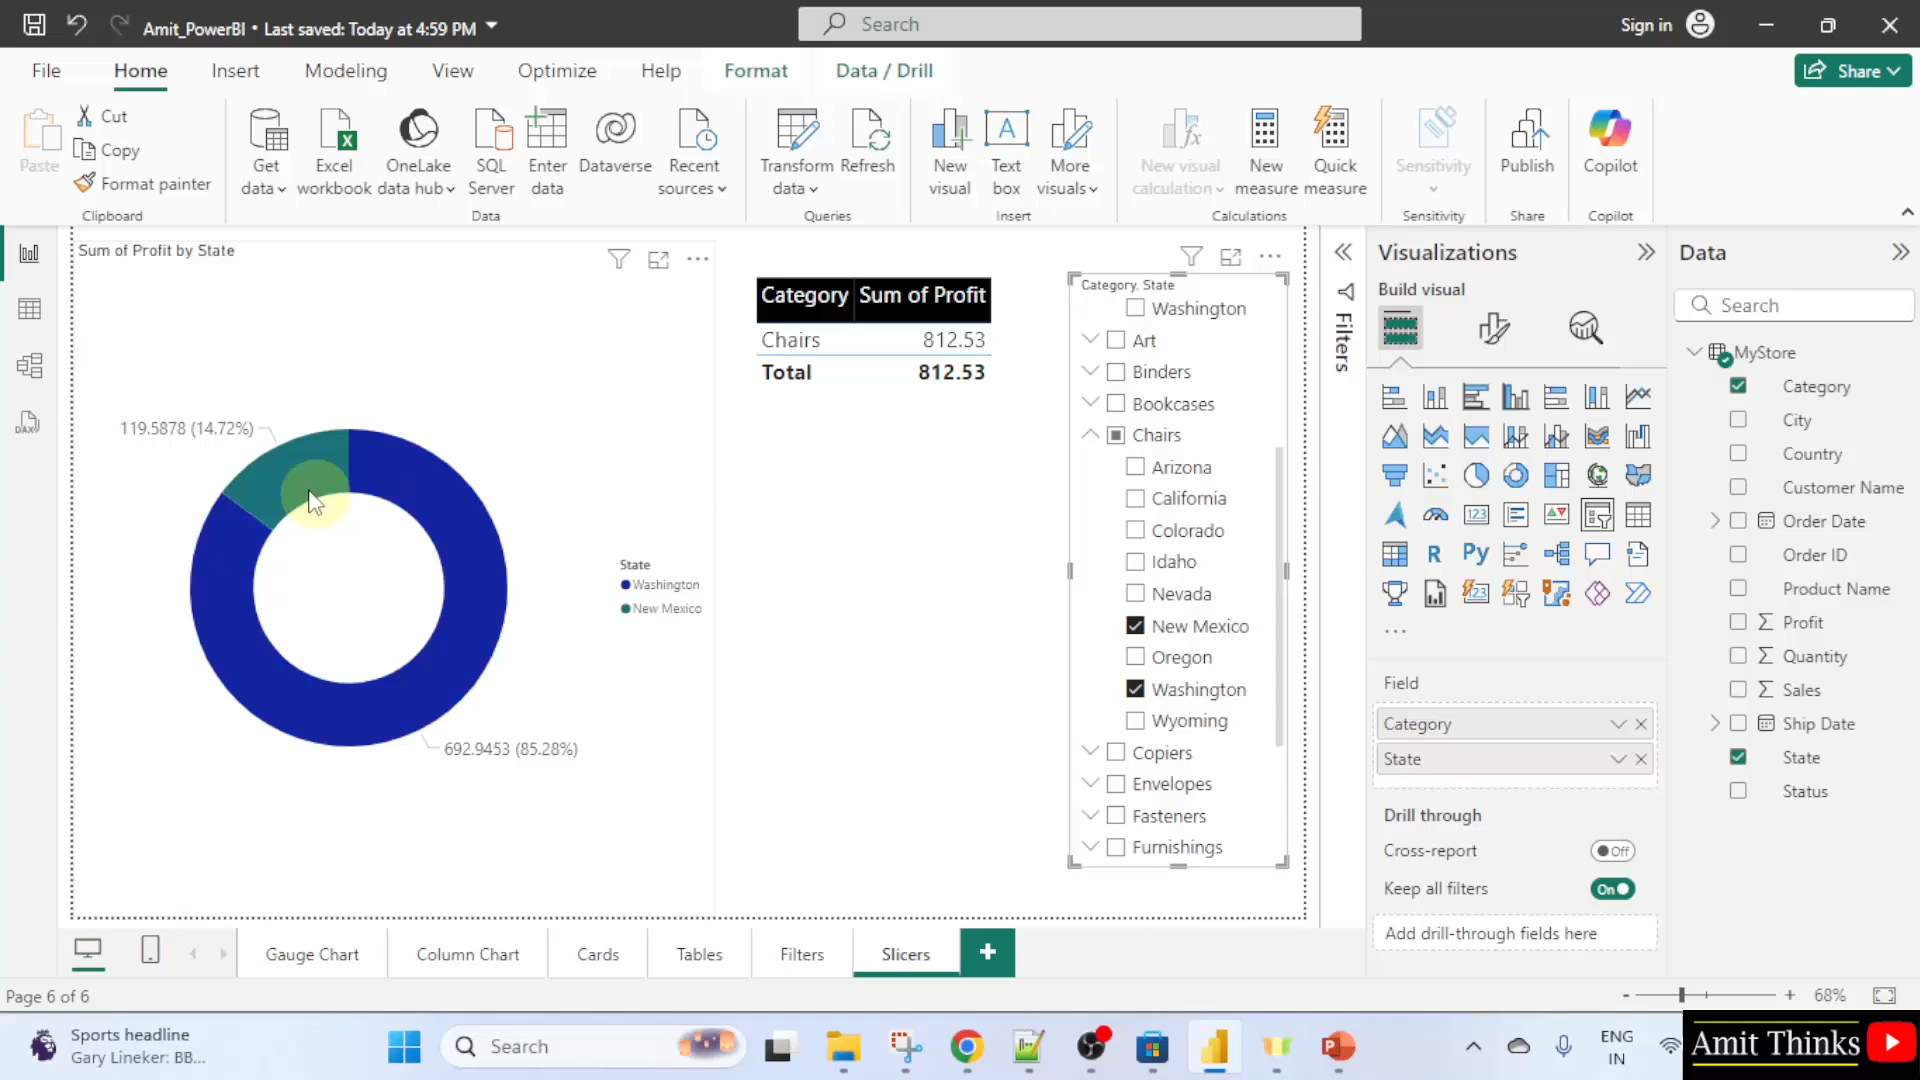 Amit_PowerBI • Last saved: Today at 4:59 PM
Search
Sign in
File
Home
Insert
Modeling
View
Optimize
Help
Format
Data / Drill
Share
Paste
Cut
Copy
Format painter
Clipboard
Get data
Excel workbook
OneLake data hub
SQL Server
Enter data
Dataverse
Recent sources
Data
Transform data
Refresh
Queries
New visual
Text box
More visuals
Insert
New visual calculation
New measure
Quick measure
Calculations
Sensitivity
Sensitivity
Publish
Share
Copilot
Copilot
Sum of Profit by State
119.5878 (14.72%)
692.9453 (85.28%)
State
Washington
New Mexico
Category Sum of Profit
Chairs 812.53
Total 812.53
Category, State
Washington
Art
Binders
Bookcases
Chairs
Arizona
California
Colorado
Idaho
Nevada
New Mexico
Oregon
Washington
Wyoming
Copiers
Envelopes
Fasteners
Furnishings
Filters
Visualizations
Build visual
123
R
Py
123
Field
Category
State
Drill through
Cross-report
Off
Keep all filters
On
Add drill-through fields here
Data
Search
MyStore
Category
City
Country
Customer Name
Order Date
Order ID
Product Name
Profit
Quantity
Sales
Ship Date
State
Status
DAX
Gauge Chart
Column Chart
Cards
Tables
Filters
Slicers
Page 6 of 6
68%
Sports headline
Gary Lineker: BB...
Search
ENG
IN
Amit Thinks